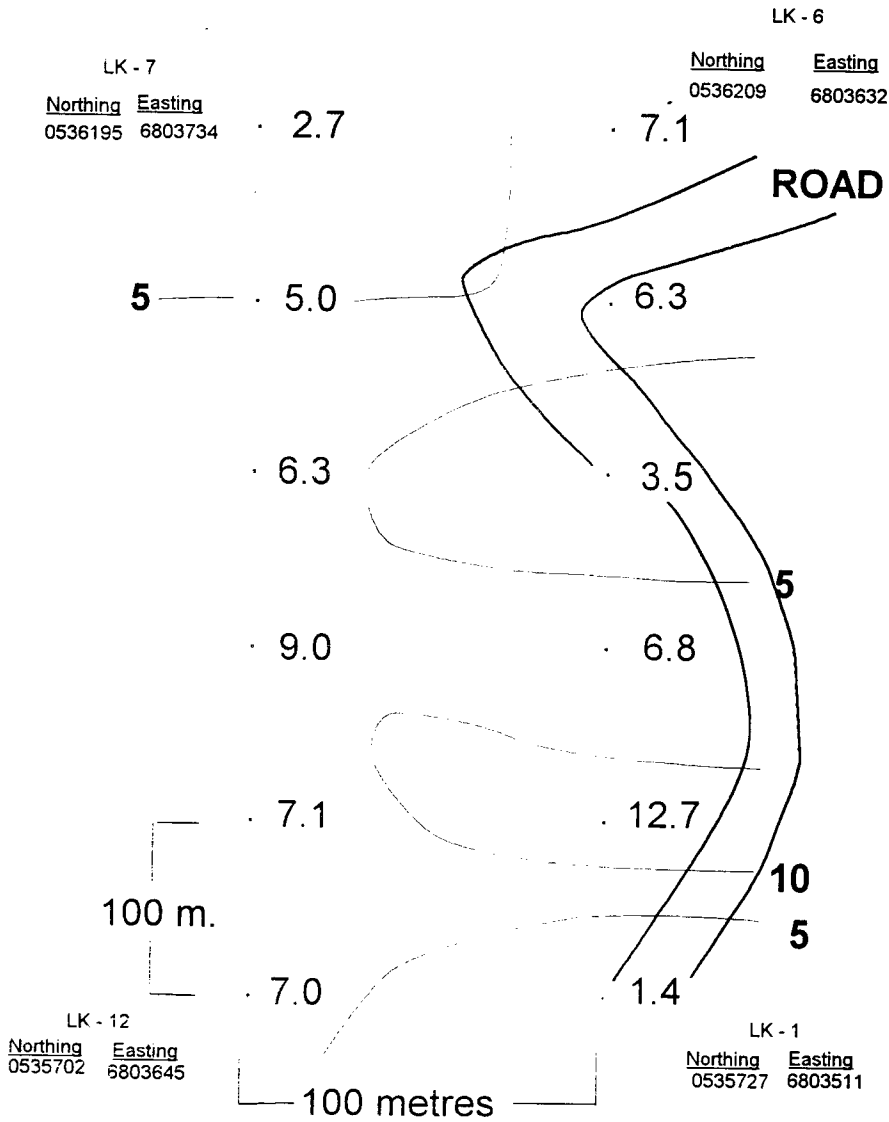 LK - 6
Northing Easting
0536209 6803632
LK - 7
Northing Easting
0536195 6803734
2.7 7.1
ROAD
5 5.0 6.3
6.3 3.5
5
9.0 6.8
7.1 12.7
10
100 m.
5
7.0 1.4
LK - 12
Northing Easting
0535702 6803645
LK - 1
Northing Easting
0535727 6803511
100 metres